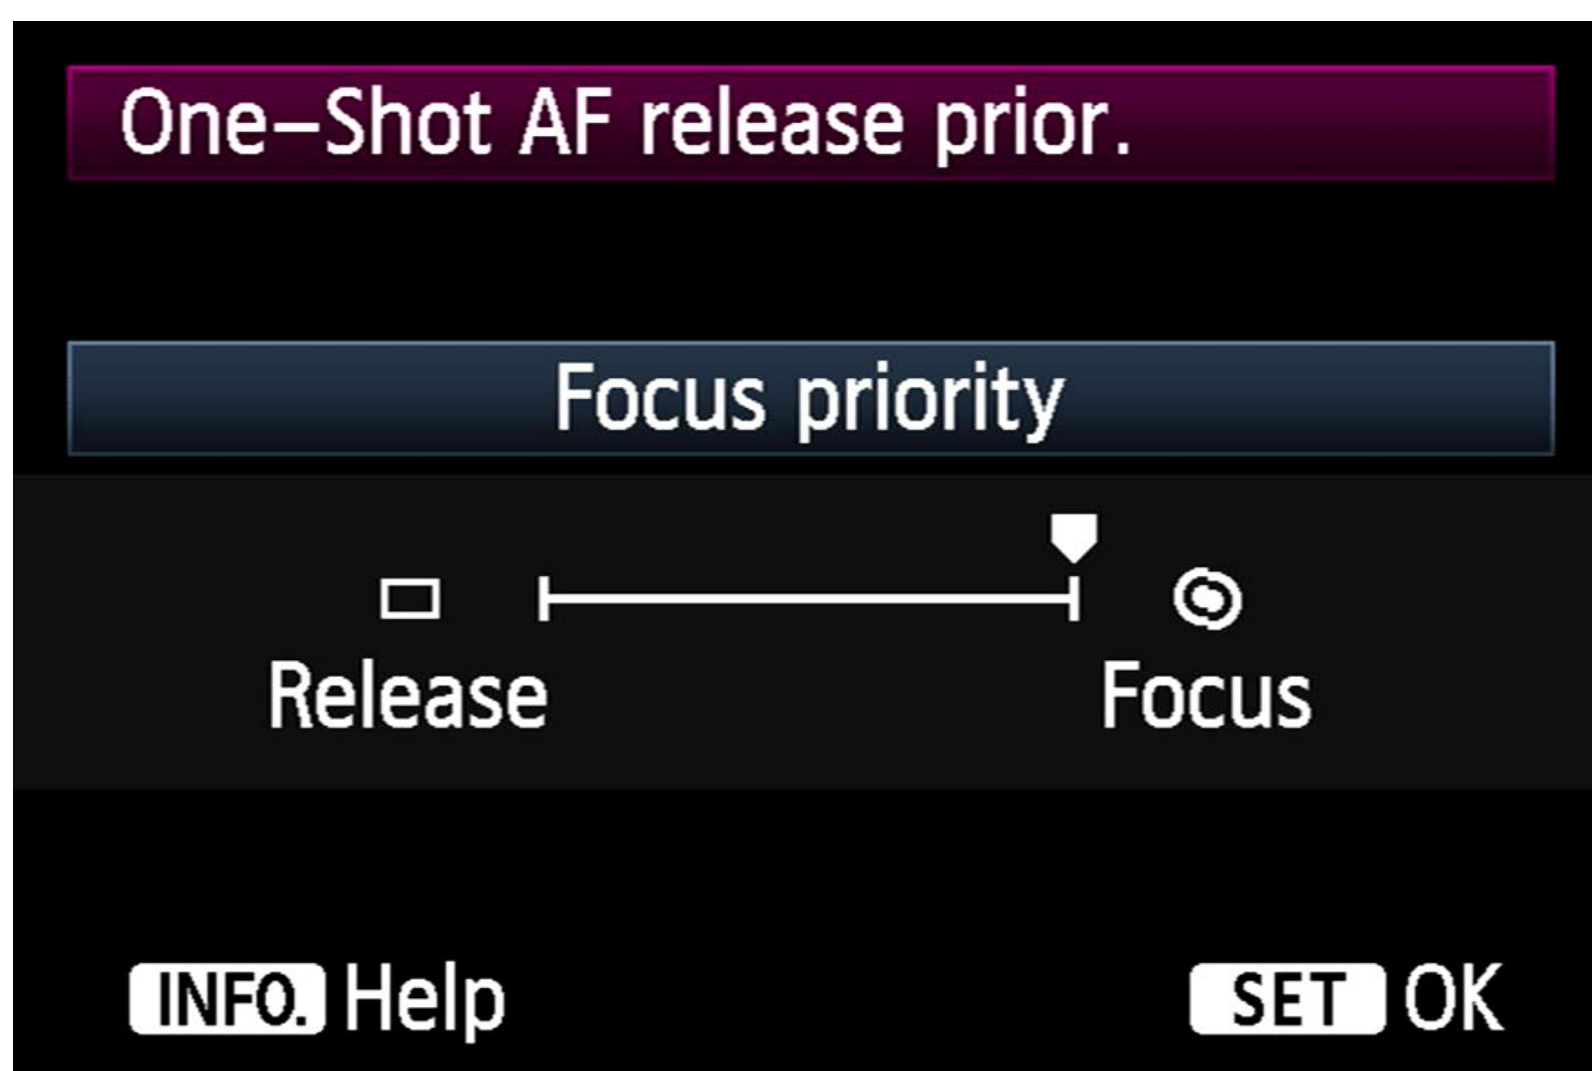 One-Shot AF release prior.
Focus priority
Release Focus
INFO. Help SET OK